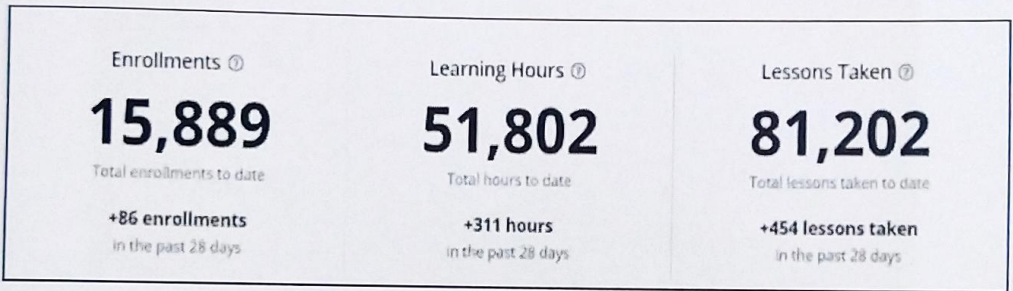 Enrollments
15,889
Total enrollments to date
+86 enrollments
in the past 28 days
Learning Hours
51,802
Total hours to date
+311 hours
in the past 28 days
Lessons Taken
81,202
Total lessons taken to date
+454 lessons taken
in the past 28 days